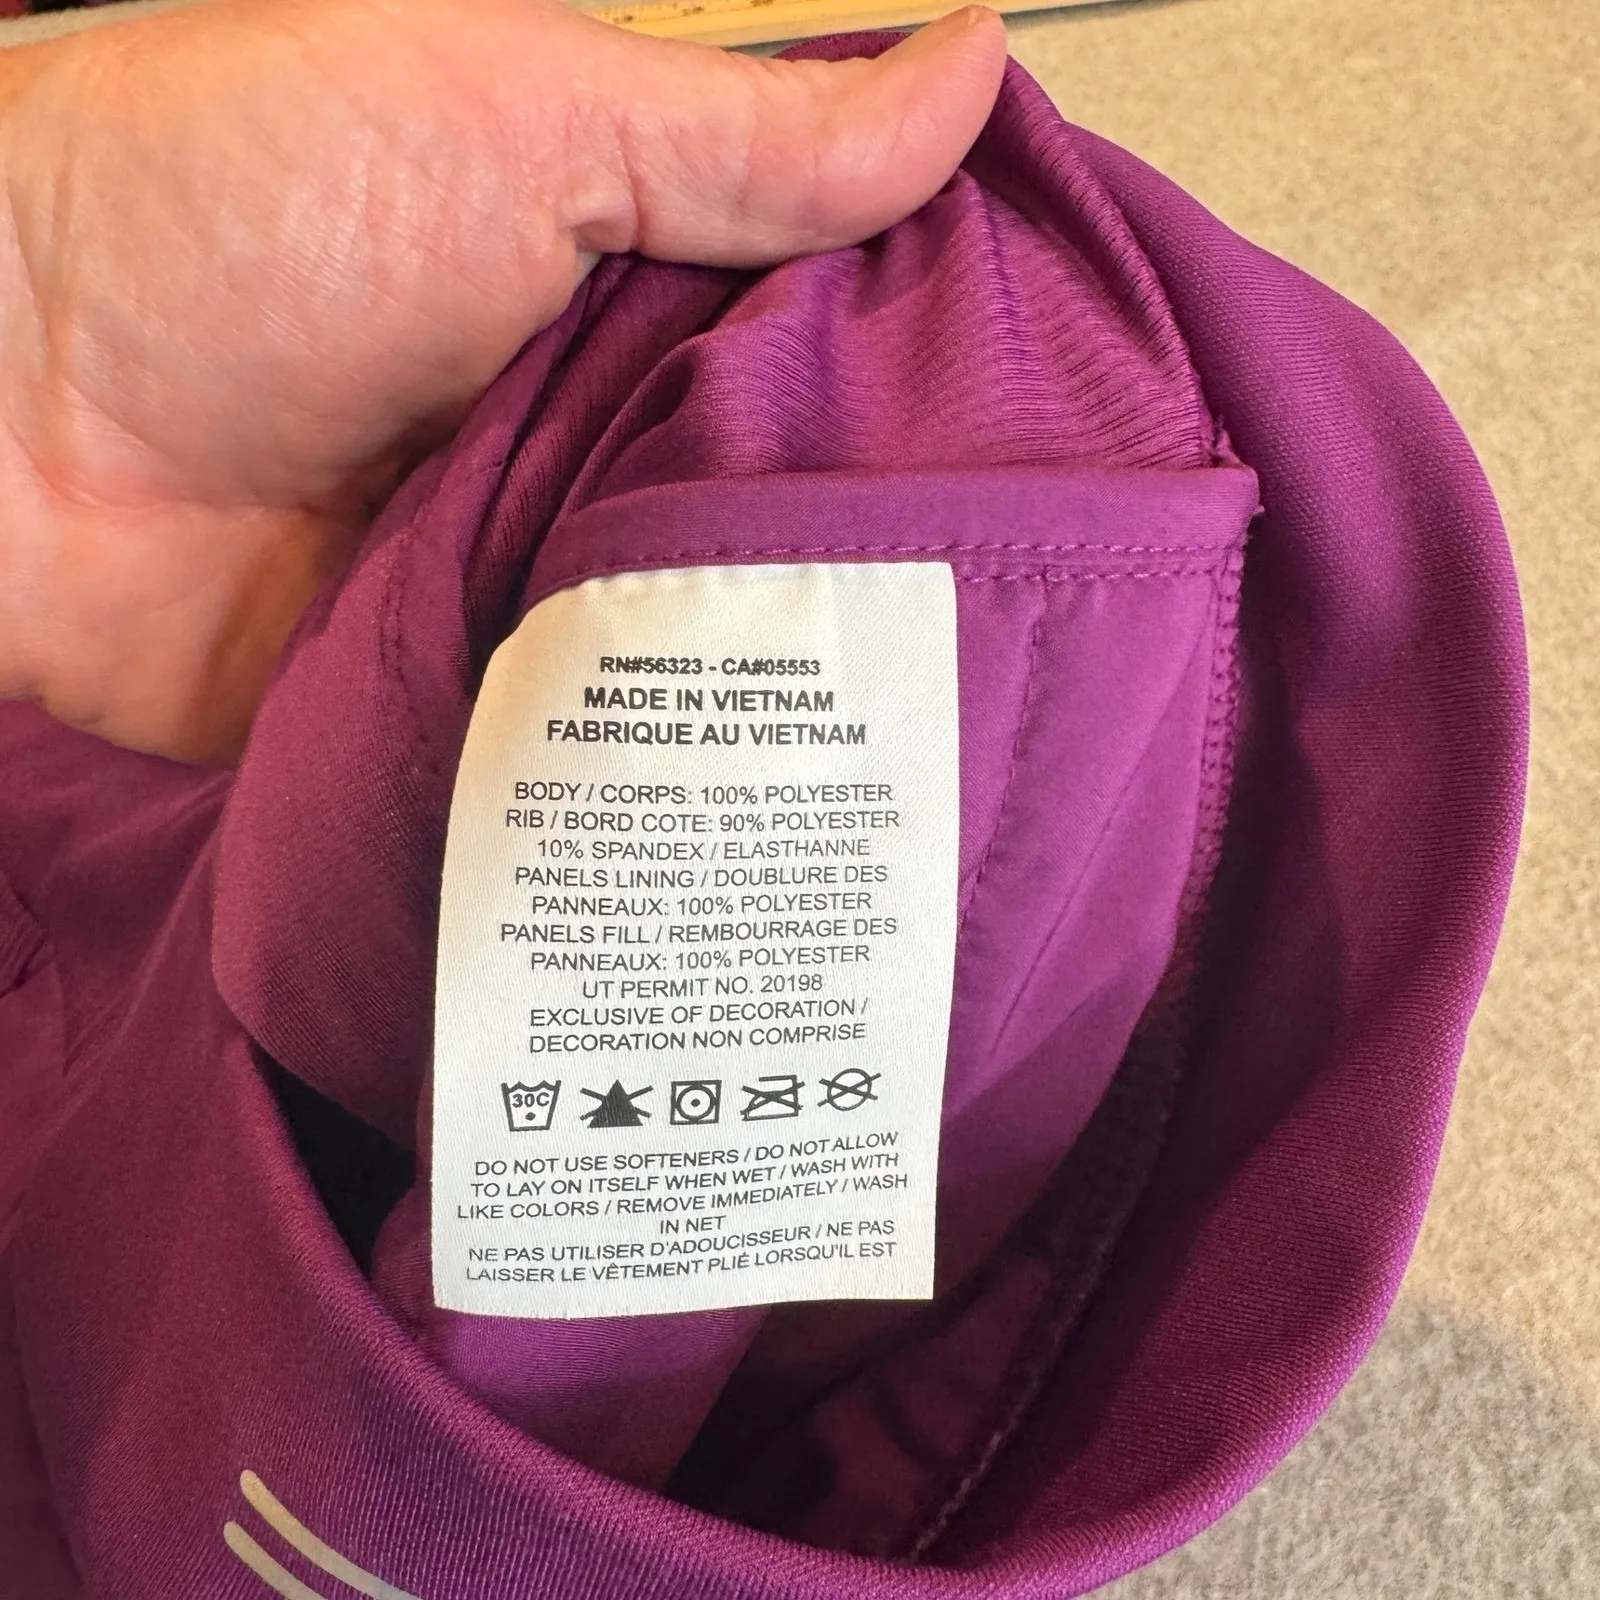 RN#56323 - CA#05553
MADE IN VIETNAM
FABRIQUE AU VIETNAM
BODY / CORPS: 100% POLYESTER
RIB / BORD COTE: 90% POLYESTER
10% SPANDEX / ELASTHANNE
PANELS LINING / DOUBLURE DES
PANNEAUX: 100% POLYESTER
PANELS FILL / REMBOURRAGE DES
PANNEAUX: 100% POLYESTER
UT PERMIT NO. 20198
EXCLUSIVE OF DECORATION /
DECORATION NON COMPRISE
30C
DO NOT USE SOFTENERS / DO NOT ALLOW
TO LAY ON ITSELF WHEN WET / WASH WITH
LIKE COLORS / REMOVE IMMEDIATELY / WASH
IN NET
NE PAS UTILISER D'ADOUCISSEUR / NE PAS
LAISSER LE VÊTEMENT PLIÉ LORSQU'IL EST